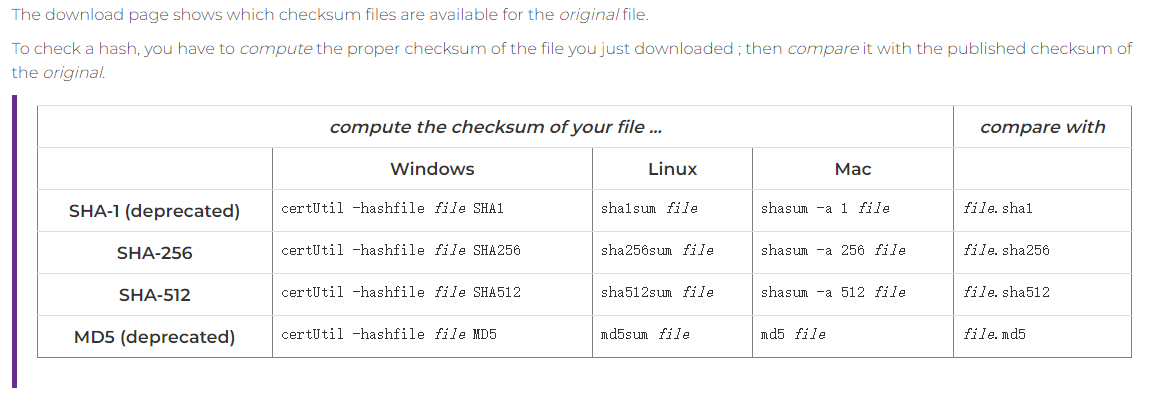 The download page shows which checksum files are available for the original file.
To check a hash, you have to compute the proper checksum of the file you just downloaded ; then compare it with the published checksum of
the original.
compute the checksum of your file ... compare with
Windows Linux Mac
SHA-1 (deprecated) certUtil -hashfile file SHA1 sha1sum file shasum -a 1 file file.sha1
SHA-256 certUtil -hashfile file SHA256 sha256sum file shasum -a 256 file file.sha256
SHA-512 certUtil -hashfile file SHA512 sha512sum file shasum -a 512 file file.sha512
MD5 (deprecated) certUtil -hashfile file MD5 md5sum file md5 file file.md5